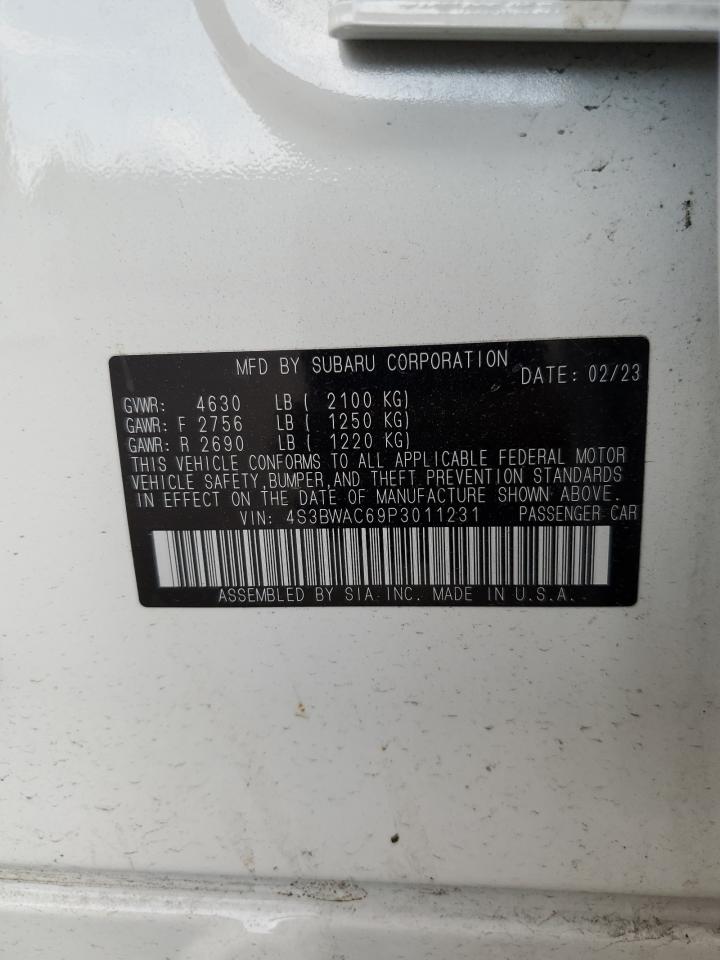 MFD BY SUBARU CORPORATION DATE: 02/23
GVWR: 4630 LB ( 2100 KG)
GAWR: F 2756 LB ( 1250 KG)
GAWR: R 2690 LB ( 1220 KG)
THIS VEHICLE CONFORMS TO ALL APPLICABLE FEDERAL MOTOR
VEHICLE SAFETY,BUMPER,AND THEFT PREVENTION STANDARDS
IN EFFECT ON THE DATE OF MANUFACTURE SHOWN ABOVE.
VIN: 4S3BWAC69P3011231 PASSENGER CAR
ASSEMBLED BY SIA.INC. MADE IN U.S.A.